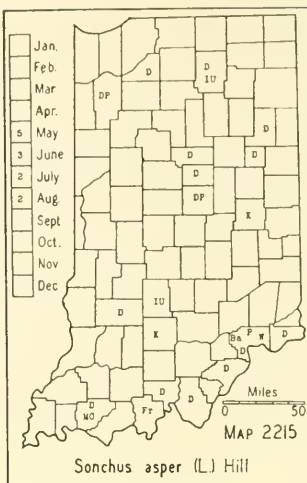 Jan.
Feb.
Mar
Apr.
5 May
3 June
2 July
2 Aug.
Sept
Oct.
Nov
Dec
D
D
IU
DP
D
D
D
D
DP
K
IU
D
K
P
Ba
W
D
D
D
D
D
D
MC
Fr
Miles
0 50
MAP 2215
Sonchus asper (L.) Hill